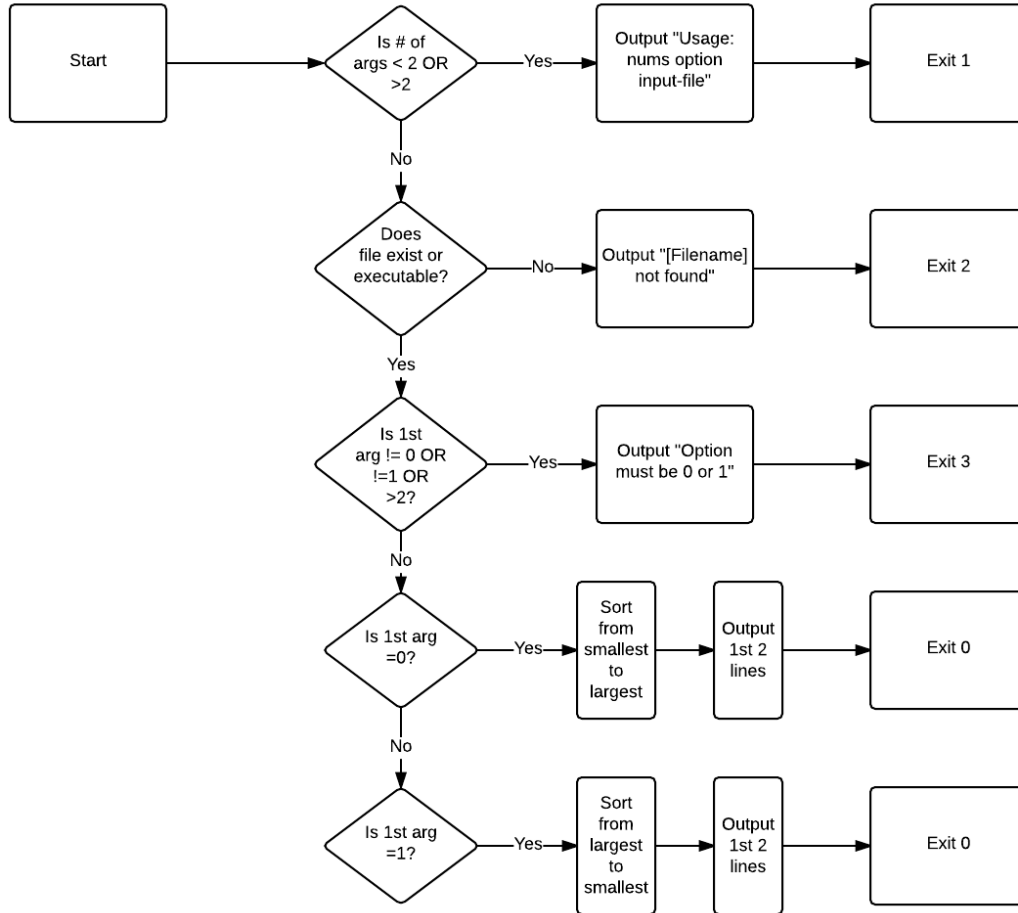 Start
Is # of
args < 2 OR
>2
Yes
Output "Usage:
nums option
input-file"
Exit 1
No
Does
file exist or
executable?
No
Output "[Filename]
not found"
Exit 2
Yes
Is 1st
arg != 0 OR
!=1 OR
>2?
Yes
Output "Option
must be 0 or 1"
Exit 3
No
Is 1st arg
=0?
Yes
Sort
from
smallest
to
largest
Output
1st 2
lines
Exit 0
No
Is 1st arg
=1?
Yes
Sort
from
largest
to
smallest
Output
1st 2
lines
Exit 0